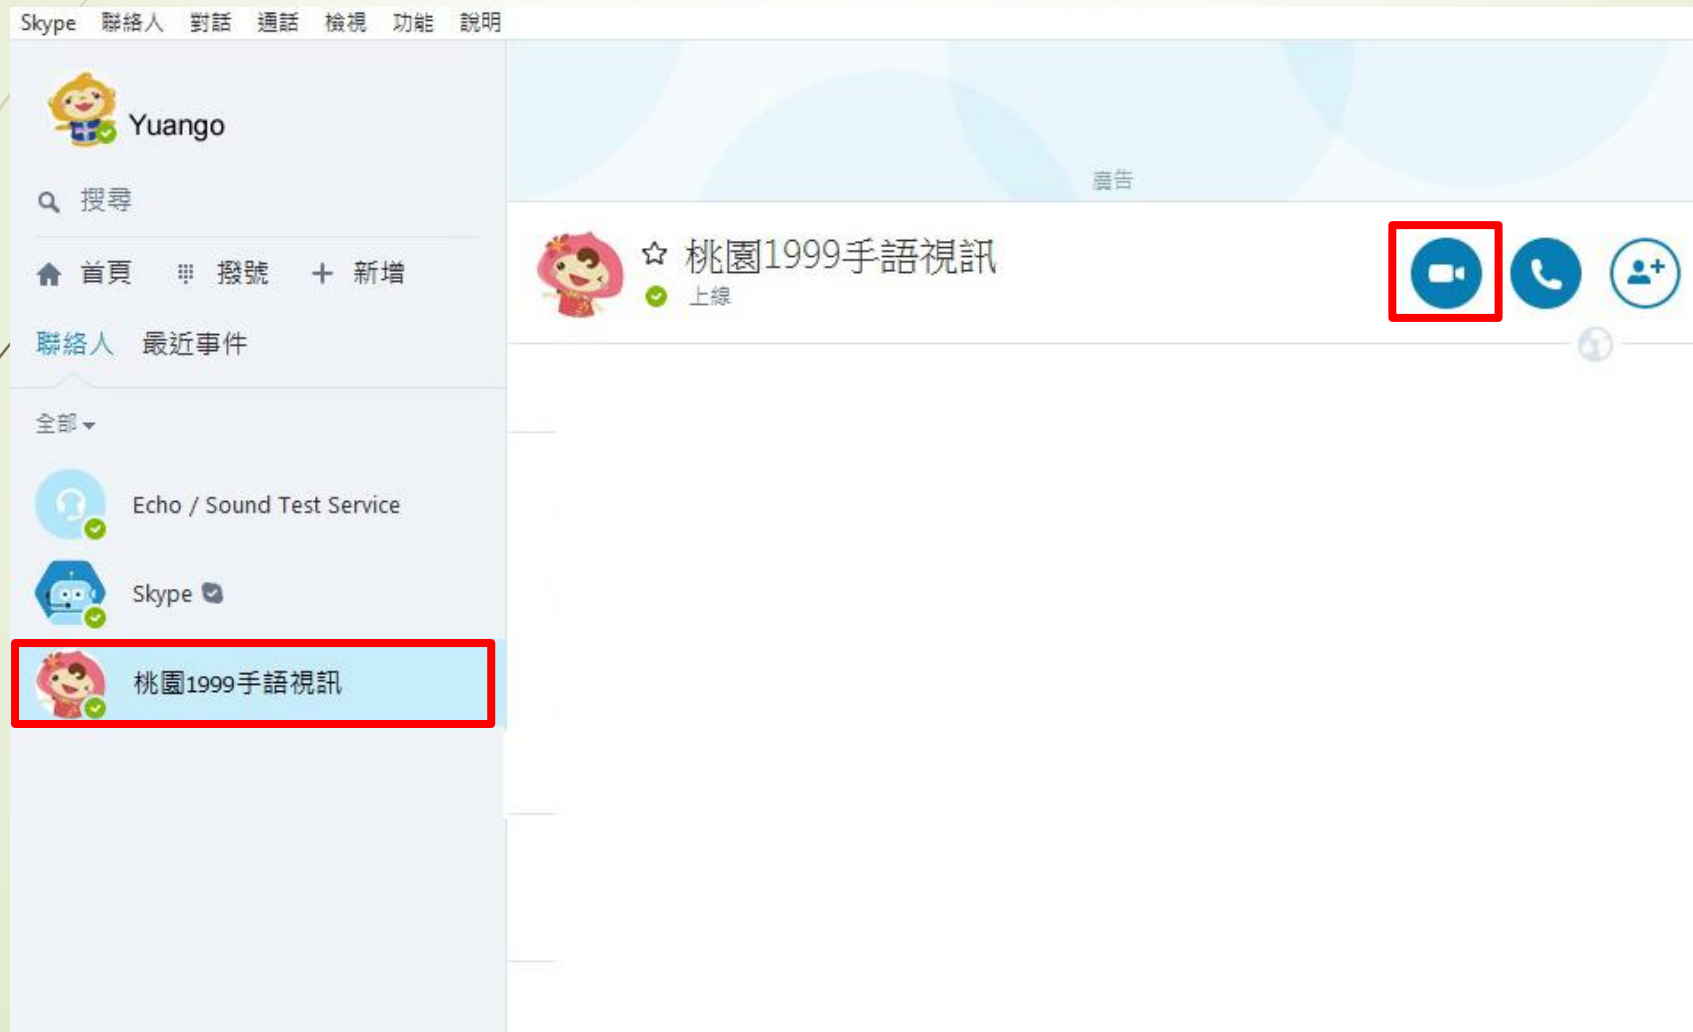 Skype 聯絡人 對話 通話 檢視 功能 說明
Yuango
搜尋
首頁 撥號 新增
聯絡人 最近事件
全部
Echo / Sound Test Service
Skype
桃園1999手語視訊
廣告
桃園1999手語視訊
上線